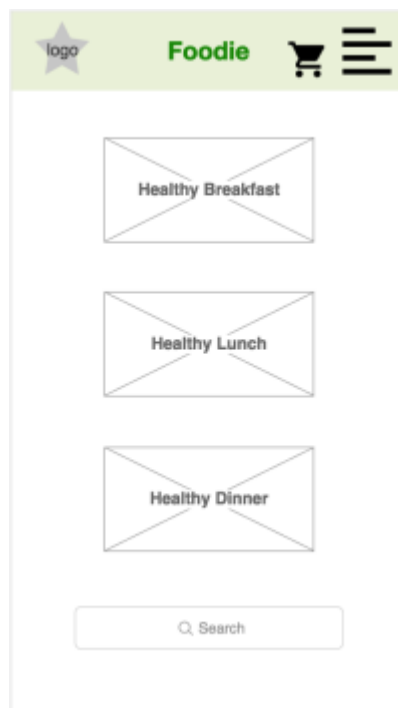 logo
Foodie
Healthy Breakfast
Healthy Lunch
Healthy Dinner
Search